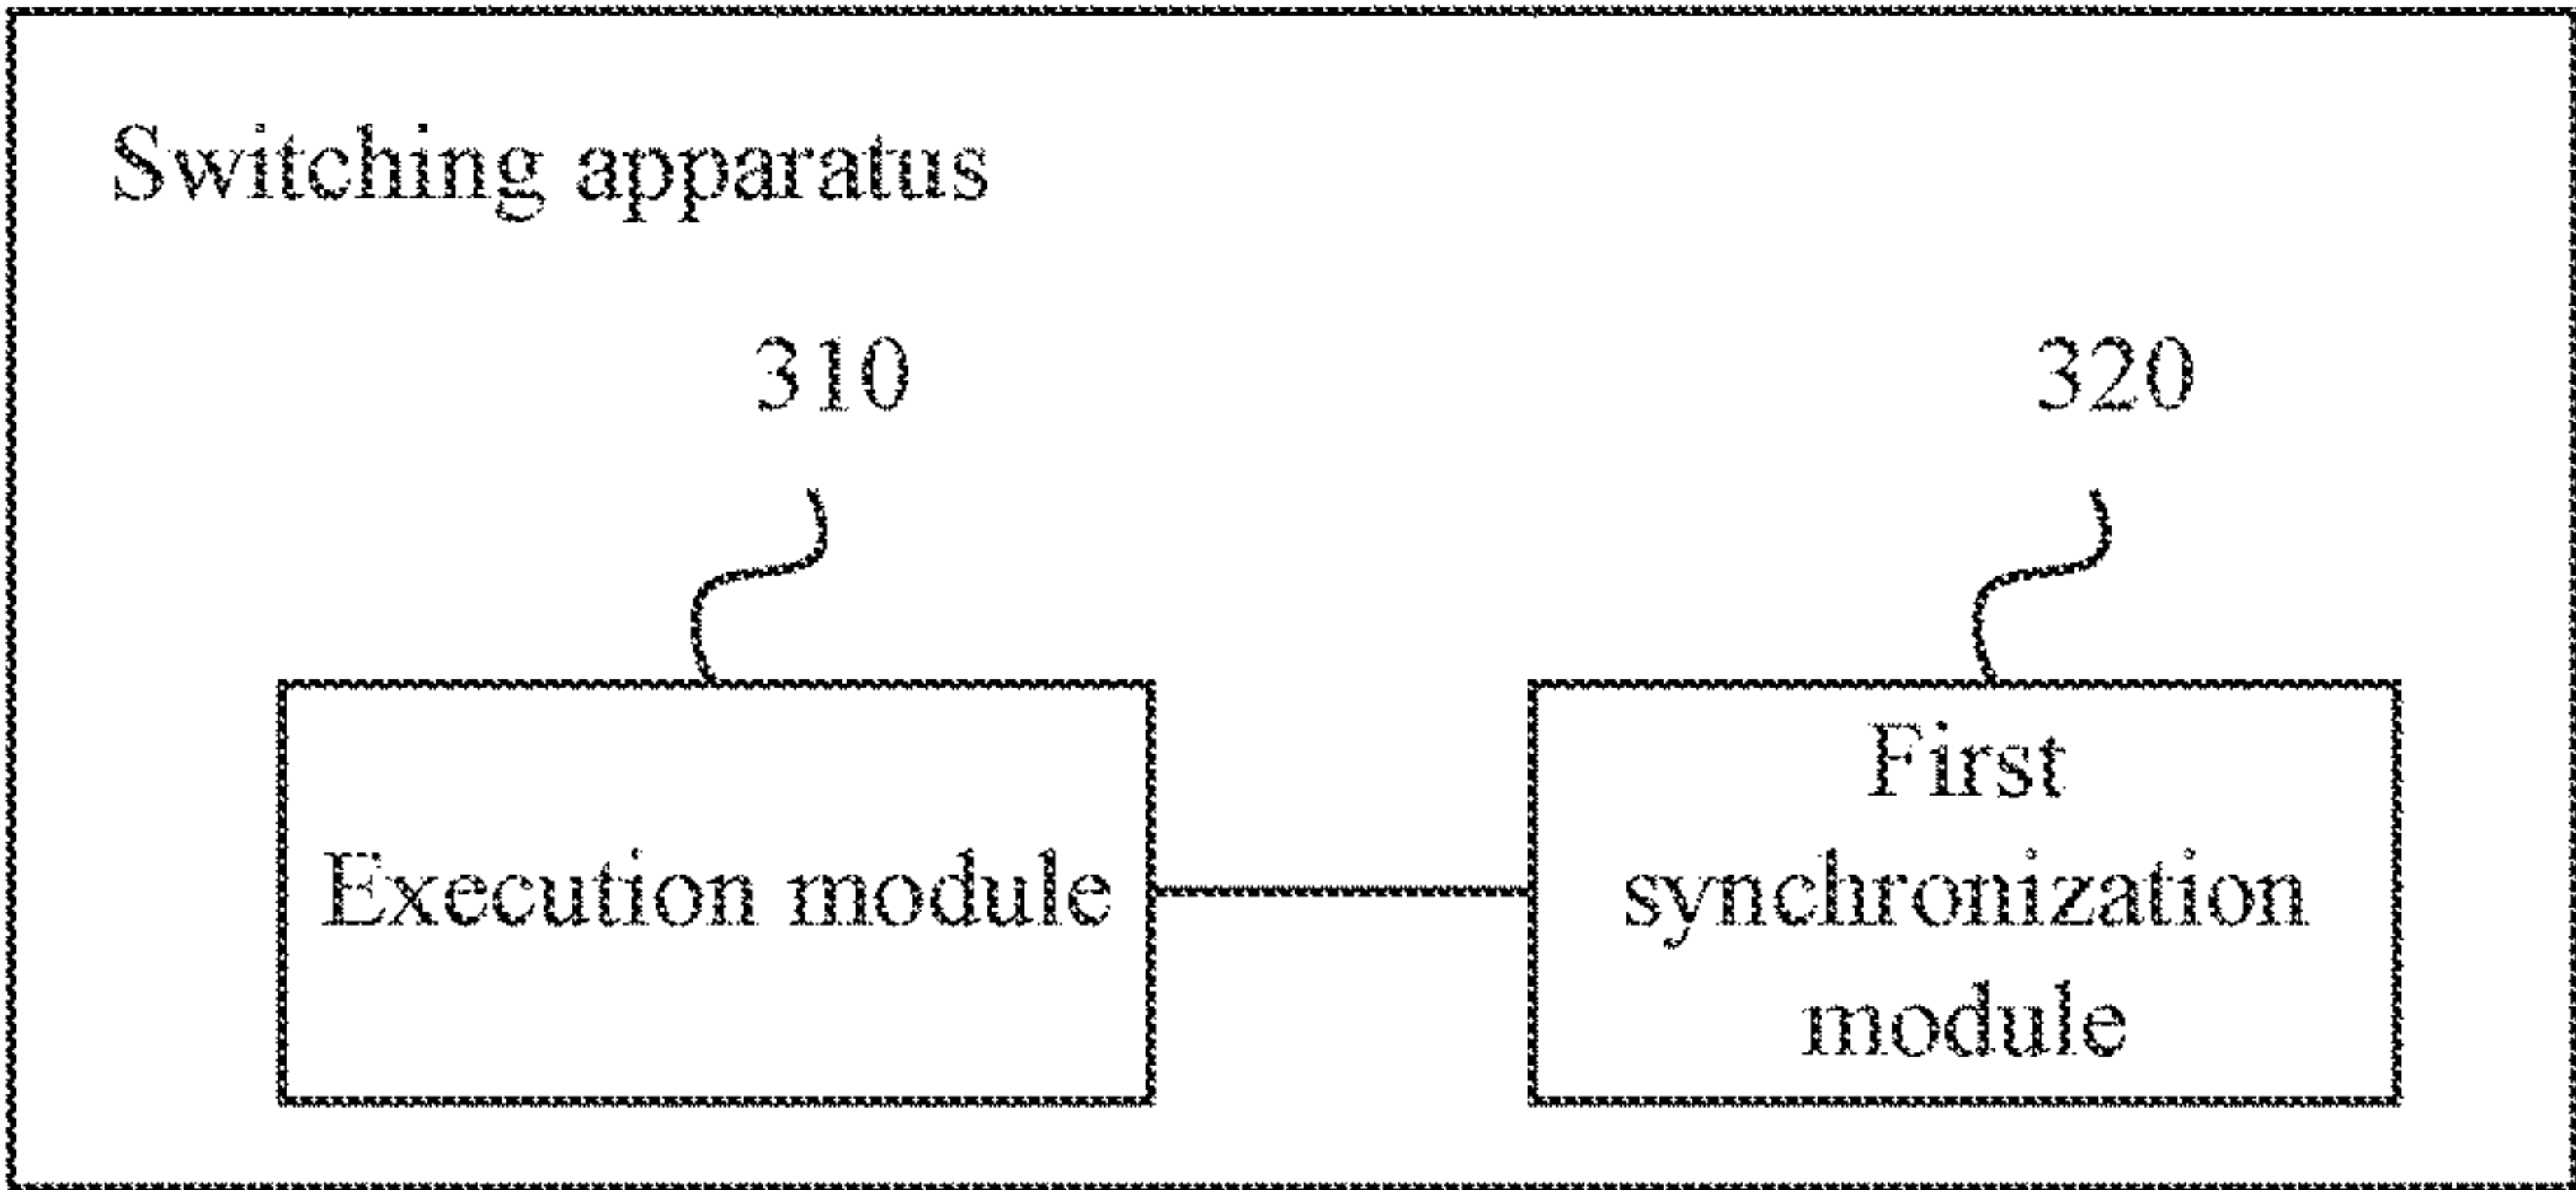 Switching apparatus
310
320
Execution module
First
synchronization
module